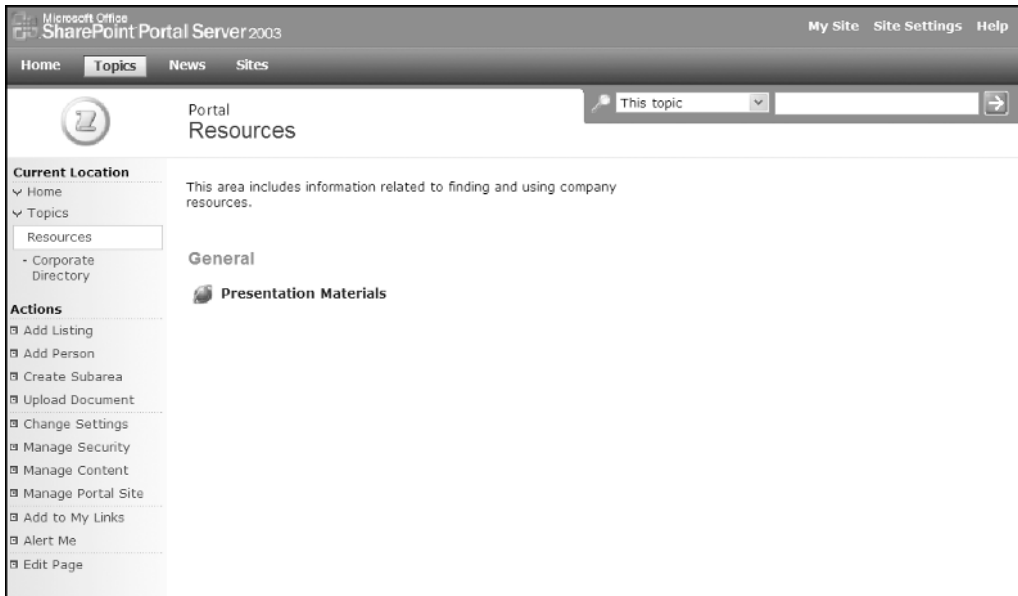 Microsoft Office
SharePoint Portal Server 2003
My Site Site Settings Help
Home Topics News Sites
Portal
Resources
This topic
Current Location
Home
Topics
Resources
- Corporate
Directory
Actions
Add Listing
Add Person
Create Subarea
Upload Document
Change Settings
Manage Security
Manage Content
Manage Portal Site
Add to My Links
Alert Me
Edit Page
This area includes information related to finding and using company
resources.
General
Presentation Materials